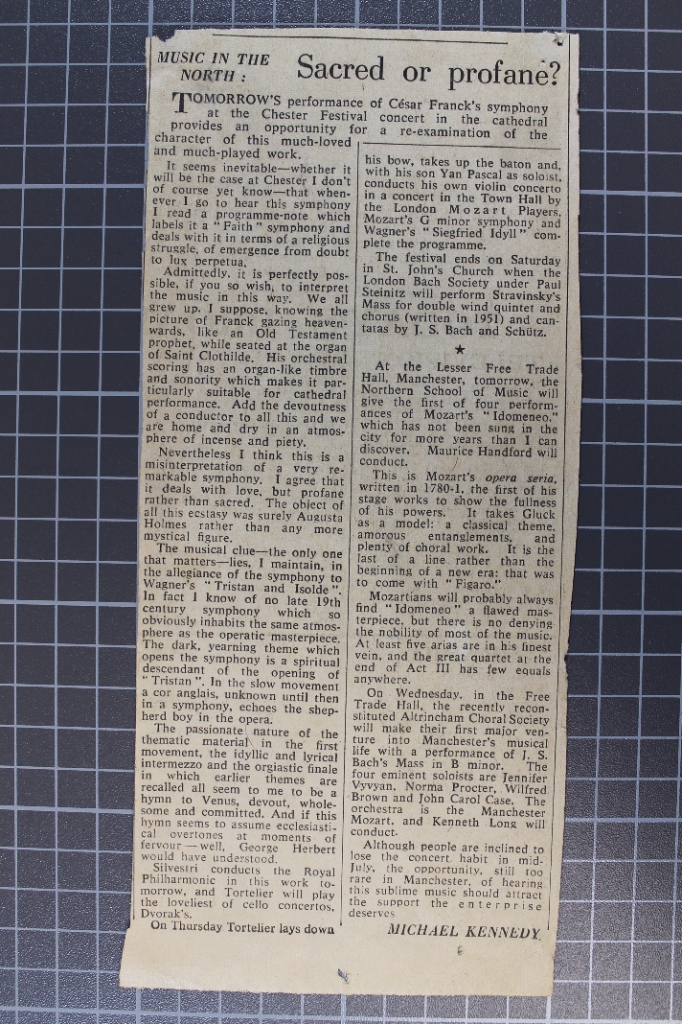 MUSIC IN THE
NORTH :
Sacred or profane?
TOMORROW'S performance of César Franck's symphony
at the Chester Festival concert in the cathedral
provides an opportunity for a re-examination of the
character of this much-loved
and much-played work.
It seems inevitable—whether it
will be the case at Chester I don't
of course yet know—that when-
ever I go to hear this symphony
I read a programme-note which
labels it a "Faith" symphony and
deals with it in terms of a religious
struggle, of emergence from doubt
to lux perpetua.
Admittedly, it is perfectly pos-
sible, if you so wish, to interpret
the music in this way. We all
grew up, I suppose, knowing the
picture of Franck gazing heaven-
wards, like an Old Testament
prophet, while seated at the organ
of Saint Clothilde. His orchestral
scoring has an organ-like timbre
and sonority which makes it par-
ticularly suitable for cathedral
performance. Add the devoutness
of a conductor to all this and we
are home and dry in an atmos-
phere of incense and piety.
Nevertheless I think this is a
misinterpretation of a very re-
markable symphony. I agree that
it deals with love, but profane
rather than sacred. The object of
all this ecstasy was surely Augusta
Holmes rather than any more
mystical figure.
The musical clue—the only one
that matters—lies, I maintain, in
the allegiance of the symphony to
Wagner's "Tristan and Isolde".
In fact I know of no late 19th
century symphony which so
obviously inhabits the same atmos-
phere as the operatic masterpiece.
The dark, yearning theme which
opens the symphony is a spiritual
descendant of the opening of
"Tristan". In the slow movement
a cor anglais, unknown until then
in a symphony, echoes the shep-
herd boy in the opera.
The passionate nature of the
thematic material in the first
movement, the idyllic and lyrical
intermezzo and the orgiastic finale
in which earlier themes are
recalled all seem to me to be a
hymn to Venus, devout, whole-
some and committed. And if this
hymn seems to assume ecclesiasti-
cal overtones at moments of
fervour—well, George Herbert
would have understood.
Silvestri conducts the Royal
Philharmonic in this work to-
morrow, and Tortelier will play
the loveliest of cello concertos,
Dvorak's.
On Thursday Tortelier lays down
his bow, takes up the baton and,
with his son Yan Pascal as soloist,
conducts his own violin concerto
in a concert in the Town Hall by
the London Mozart Players.
Mozart's G minor symphony and
Wagner's "Siegfried Idyll" com-
plete the programme.
The festival ends on Saturday
in St. John's Church when the
London Bach Society under Paul
Steinitz will perform Stravinsky's
Mass for double wind quintet and
chorus (written in 1951) and can-
tatas by J. S. Bach and Schütz.
★
At the Lesser Free Trade
Hall, Manchester, tomorrow, the
Northern School of Music will
give the first of four perform-
ances of Mozart's "Idomeneo,"
which has not been sung in the
city for more years than I can
discover. Maurice Handford will
conduct.
This is Mozart's opera seria,
written in 1780-1, the first of his
stage works to show the fullness
of his powers. It takes Gluck
as a model: a classical theme,
amorous entanglements, and
plenty of choral work. It is the
last of a line rather than the
beginning of a new era: that was
to come with "Figaro."
Mozartians will probably always
find "Idomeneo" a flawed mas-
terpiece, but there is no denying
the nobility of most of the music.
At least five arias are in his finest
vein, and the great quartet at the
end of Act III has few equals
anywhere.
On Wednesday, in the Free
Trade Hall, the recently recon-
stituted Altrincham Choral Society
will make their first major ven-
ture into Manchester's musical
life with a performance of J. S.
Bach's Mass in B minor. The
four eminent soloists are Jennifer
Vyvyan, Norma Procter, Wilfred
Brown and John Carol Case. The
orchestra is the Manchester
Mozart, and Kenneth Long will
conduct.
Although people are inclined to
lose the concert habit in mid-
July, the opportunity, still too
rare in Manchester, of hearing
this sublime music should attract
the support the enterprise
deserves
MICHAEL KENNEDY.